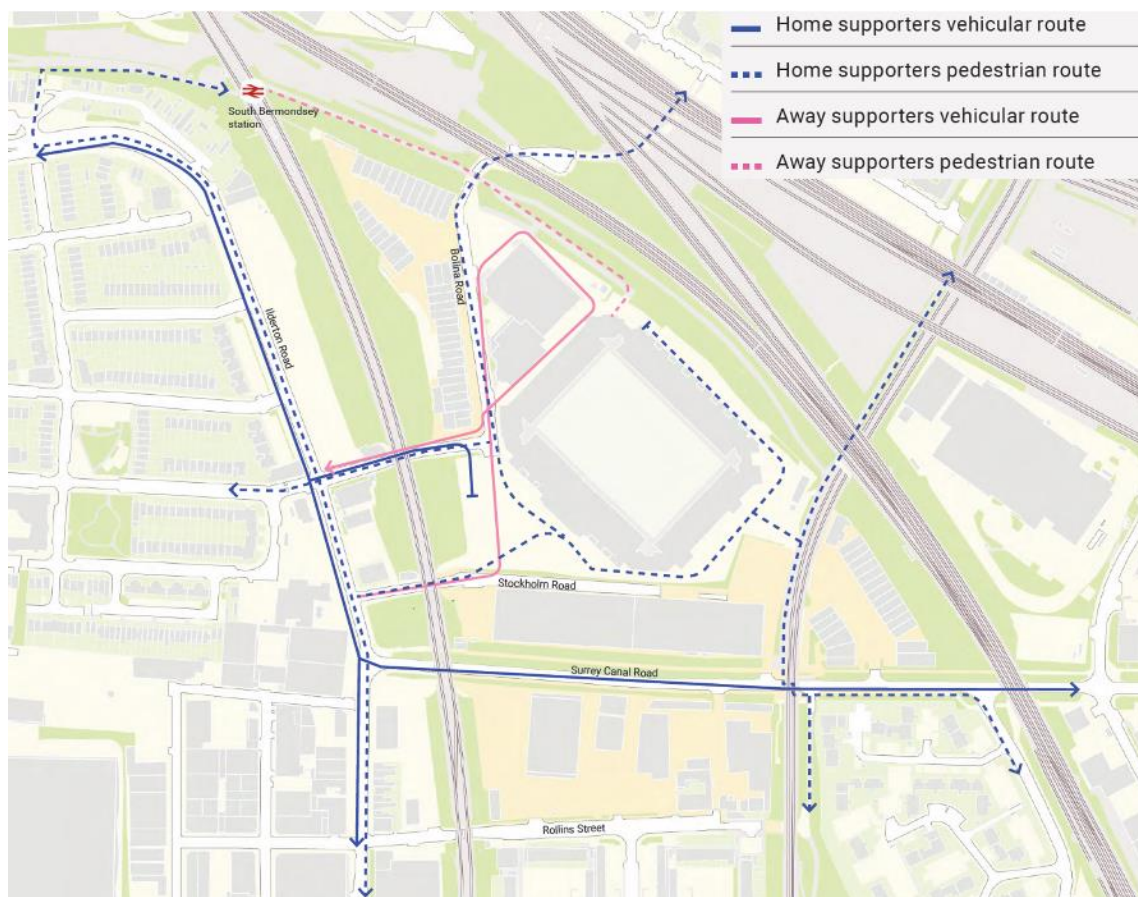 Home supporters vehicular route
Home supporters pedestrian route
Away supporters vehicular route
Away supporters pedestrian route
South Bermondsey
station
Bolina Road
Ilderton Road
Stockholm Road
Surrey Canal Road
Rollins Street